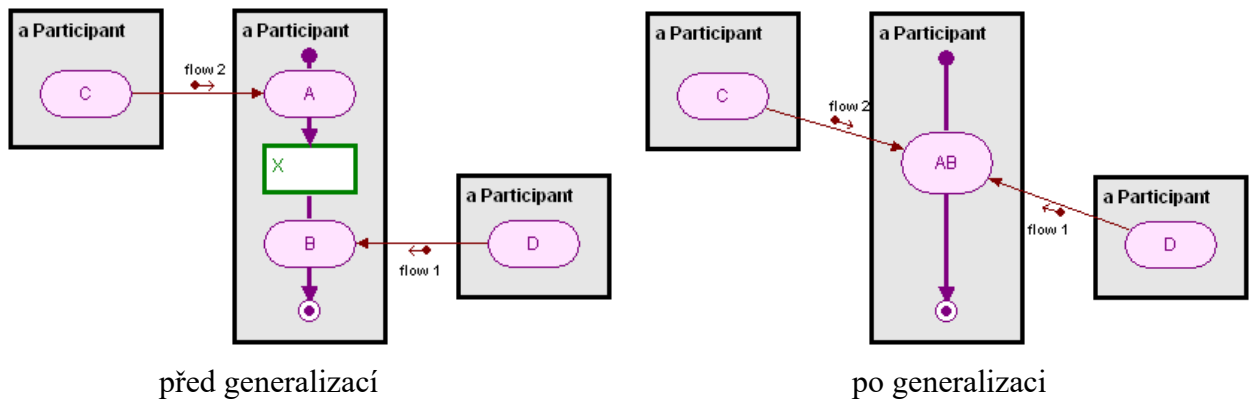 a Participant
C
flow 2
a Participant
A
X
B
a Participant
D
flow 1
před generalizací
a Participant
C
flow 2
a Participant
AB
a Participant
D
flow 1
po generalizaci